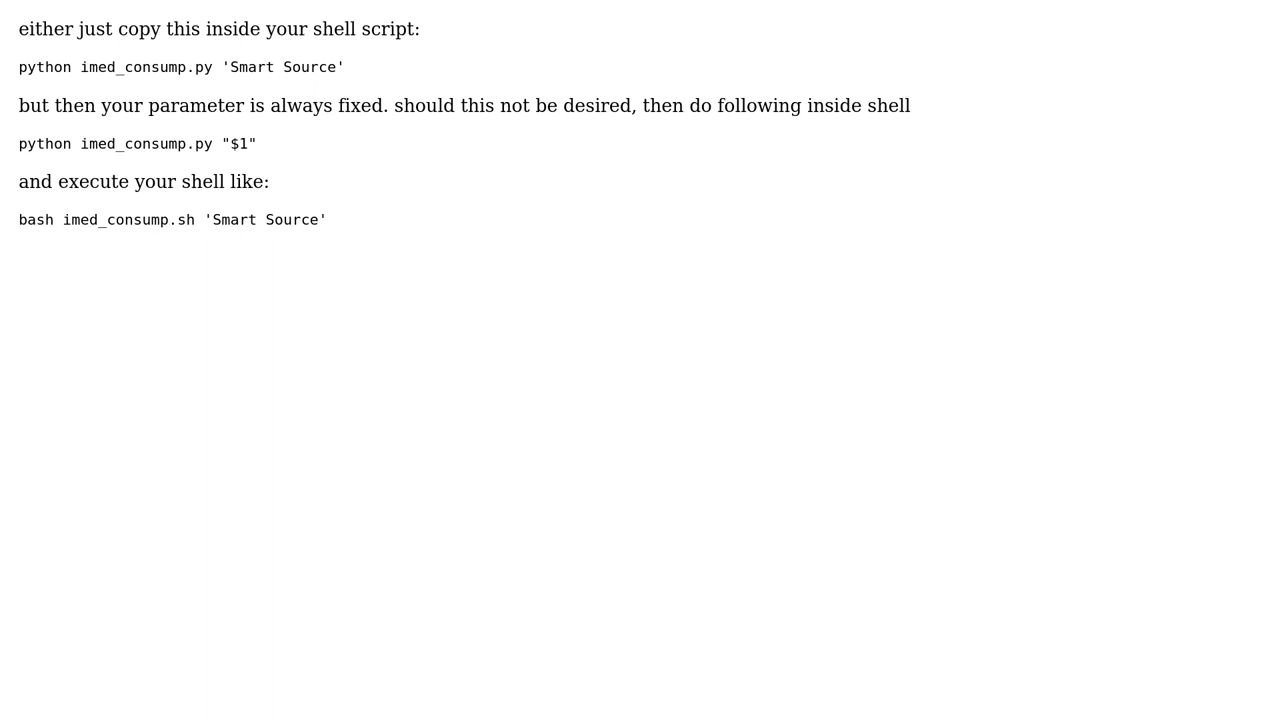 either just copy this inside your shell script:
python imed_consump.py 'Smart Source'
but then your parameter is always fixed. should this not be desired, then do following inside shell
python imed_consump.py "$1"
and execute your shell like:
bash imed_consump.sh 'Smart Source'